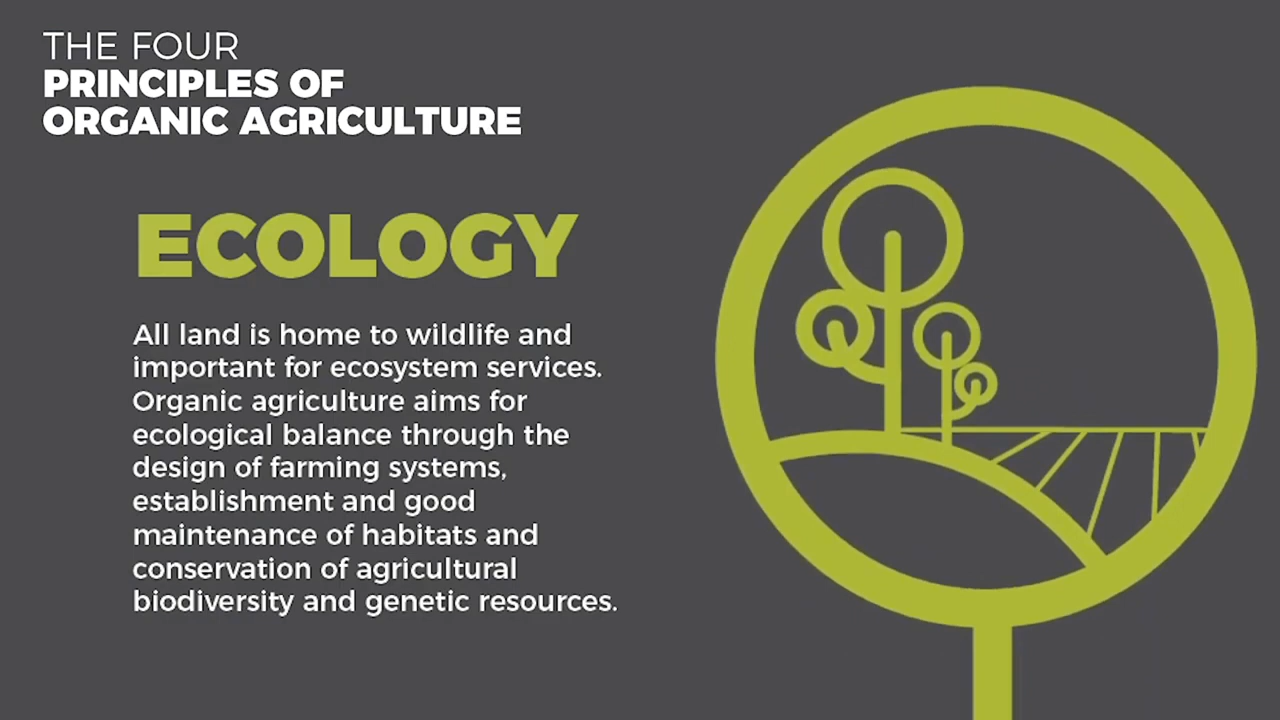 THE FOUR
PRINCIPLES OF
ORGANIC AGRICULTURE
ECOLOGY
All land is home to wildlife and
important for ecosystem services.
Organic agriculture aims for
ecological balance through the
design of farming systems,
establishment and good
maintenance of habitats and
conservation of agricultural
biodiversity and genetic resources.